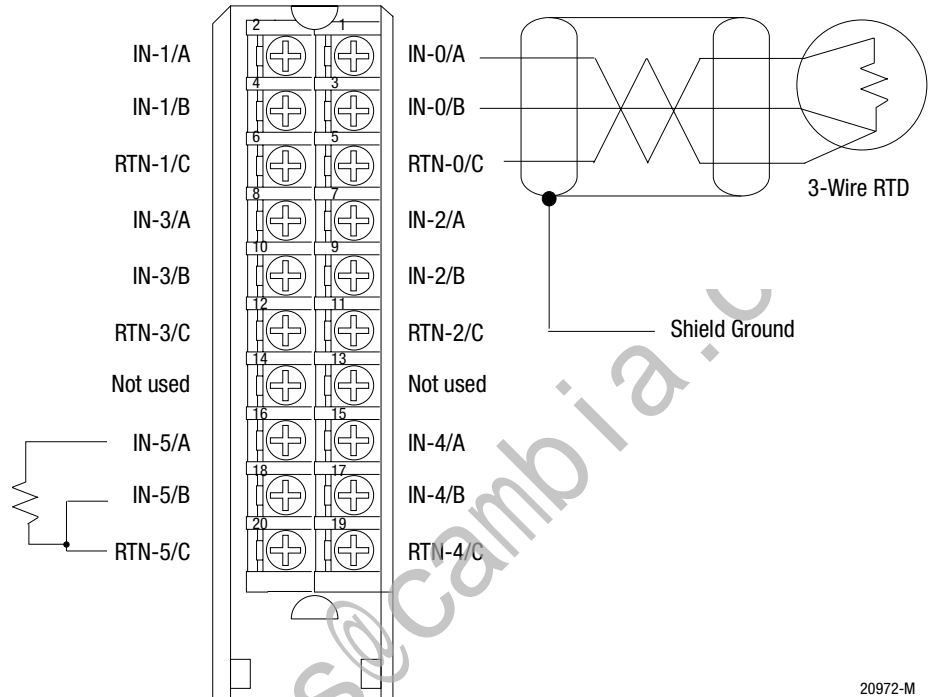 2 1
IN-1/A IN-0/A
4 3
IN-1/B IN-0/B
6 5
RTN-1/C RTN-0/C
3-Wire RTD
8 7
IN-3/A IN-2/A
10 9
IN-3/B IN-2/B
12 11
RTN-3/C RTN-2/C
Shield Ground
14 13
Not used Not used
16 15
IN-5/A IN-4/A
18 17
IN-5/B IN-4/B
20 19
RTN-5/C RTN-4/C
s@cambia.c
20972-M